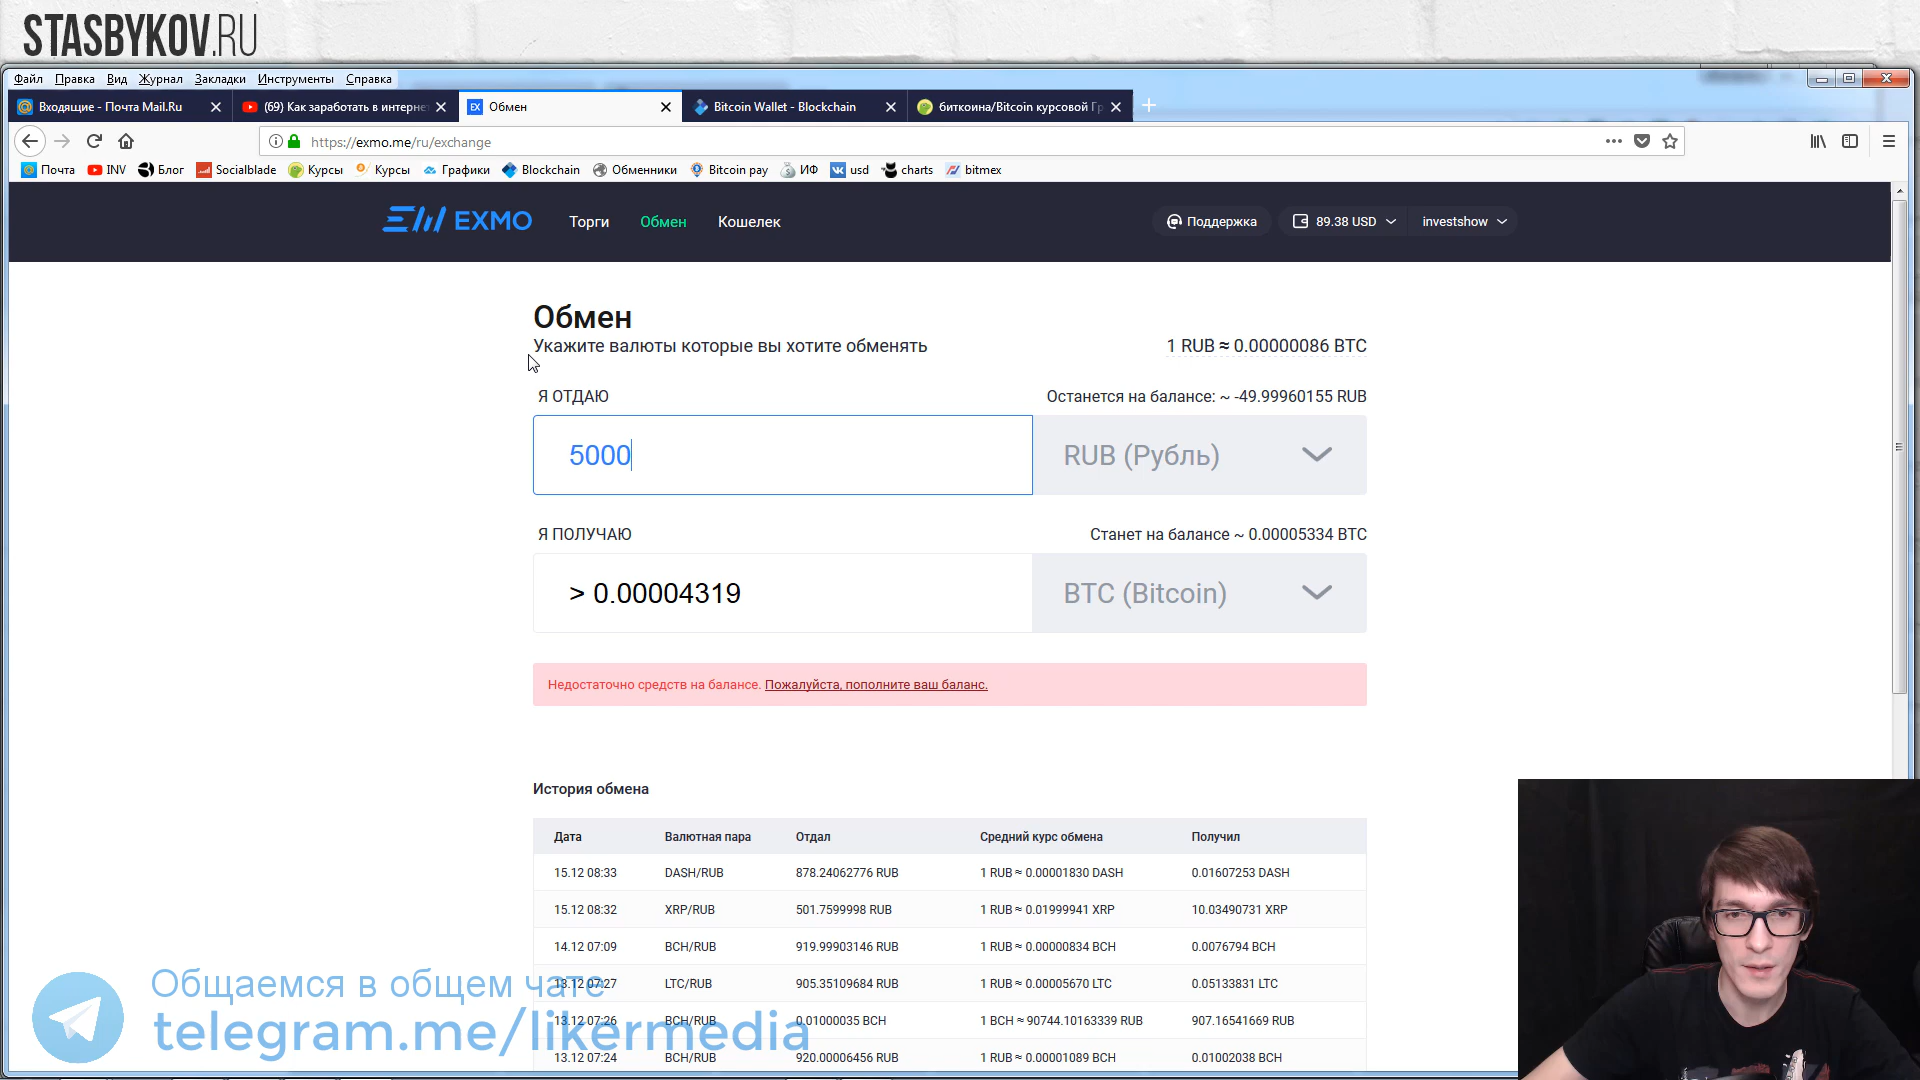 STASBYKOV.RU
Файл Правка Вид Журнал Закладки Инструменты Справка
Входящие - Почта Mail.Ru
(69) Как заработать в интерне
Обмен
Bitcoin Wallet - Blockchain
биткоина/Bitcoin курсовой Гр
https://exmo.me/ru/exchange
Почта INV Блог Socialblade Курсы Курсы Графики Blockchain Обменники Bitcoin pay ИФ usd charts bitmex
EXMO Торги Обмен Кошелек Поддержка 89.38 USD investshow
Обмен
Укажите валюты которые вы хотите обменять
1 RUB ≈ 0.00000086 BTC
Я ОТДАЮ
Останется на балансе: ~ -49.99960155 RUB
5000
RUB (Рубль)
Я ПОЛУЧАЮ
Станет на балансе ~ 0.00005334 BTC
> 0.00004319
BTC (Bitcoin)
Недостаточно средств на балансе. Пожалуйста, пополните ваш баланс.
История обмена
Дата Валютная пара Отдал Средний курс обмена Получил
15.12 08:33 DASH/RUB 878.24062776 RUB 1 RUB ≈ 0.00001830 DASH 0.01607253 DASH
15.12 08:32 XRP/RUB 501.7599998 RUB 1 RUB ≈ 0.01999941 XRP 10.03490731 XRP
14.12 07:09 BCH/RUB 919.99903146 RUB 1 RUB ≈ 0.00000834 BCH 0.0076794 BCH
13.12 07:27 LTC/RUB 905.35109684 RUB 1 RUB ≈ 0.00005670 LTC 0.05133831 LTC
13.12 07:26 BCH/RUB 0.01000035 BCH 1 BCH ≈ 90744.10163339 RUB 907.16541669 RUB
13.12 07:24 BCH/RUB 920.00006456 RUB 1 RUB ≈ 0.00001089 BCH 0.01002038 BCH
Общаемся в общем чате
telegram.me/likermedia